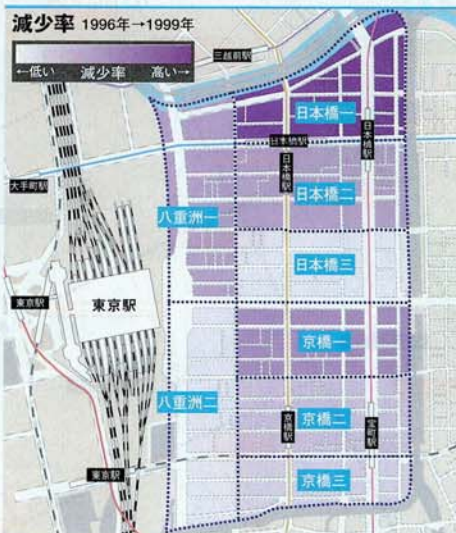 減少率 1996年→1999年
←低い 減少率 高い→
三越前駅
日本橋一
日本橋駅
日本橋駅
日本橋駅
大手町駅
日本橋二
八重洲一
日本橋三
東京駅
東京駅
京橋一
八重洲二
京橋二
京橋駅
宝町駅
東京駅
京橋三